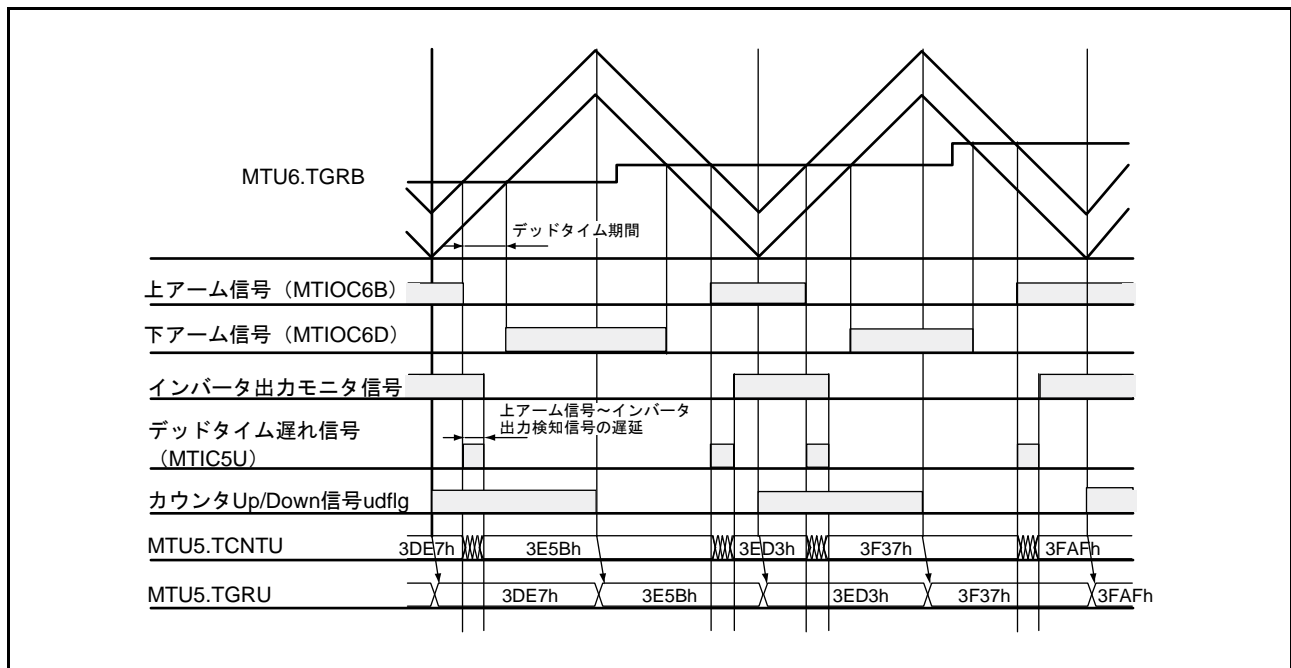 MTU6.TGRB
デッドタイム期間
上アーム信号（MTIOC6B）
下アーム信号（MTIOC6D）
インバータ出力モニタ信号
上アーム信号～インバータ
出力検知信号の遅延
デッドタイム遅れ信号
（MTIC5U）
カウンタUp/Down信号udflg
MTU5.TCNTU 3DE7h 3E5Bh 3ED3h 3F37h 3FAFh
MTU5.TGRU 3DE7h 3E5Bh 3ED3h 3F37h 3FAFh